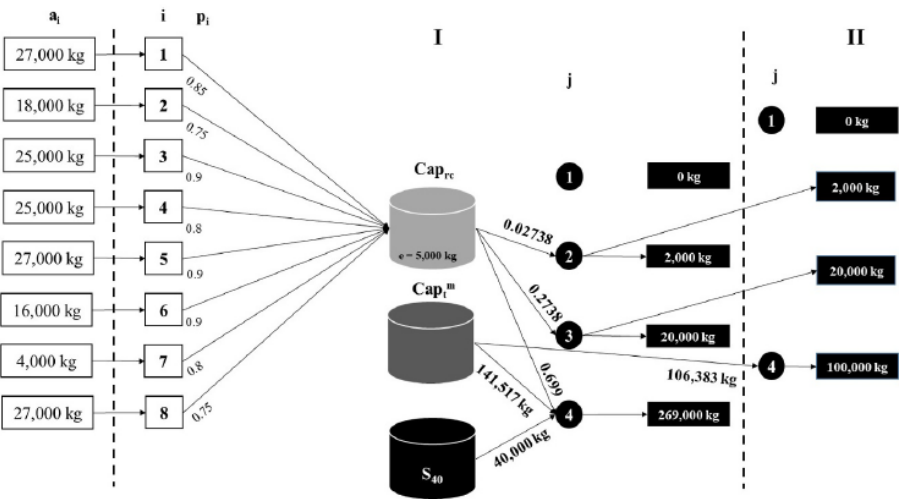 aᵢ i pᵢ I II
j j
27,000 kg 1 0.85
18,000 kg 2 0.75
25,000 kg 3 0.9
25,000 kg 4 0.8
27,000 kg 5 0.9
16,000 kg 6 0.9
4,000 kg 7 0.8
27,000 kg 8 0.75
Cap_rc
e = 5,000 kg
Cap_t^m
S₄₀
0.02738
0.2738
0.699
141,517 kg
40,000 kg
106,383 kg
1 0 kg
2 2,000 kg
3 20,000 kg
4 269,000 kg
1 0 kg
2,000 kg
20,000 kg
4 100,000 kg